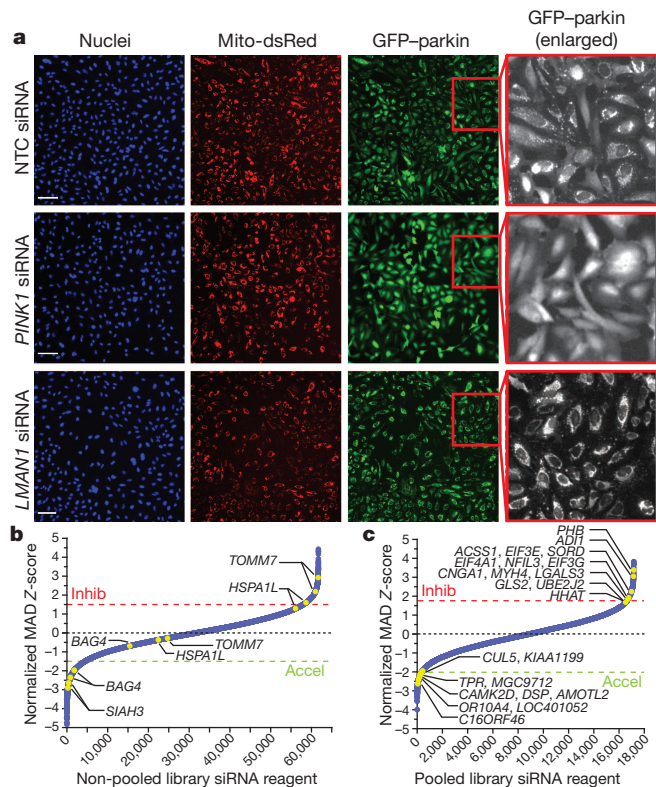 a
Nuclei
Mito-dsRed
GFP–parkin
GFP–parkin
(enlarged)
NTC siRNA
PINK1 siRNA
LMAN1 siRNA
b
Normalized MAD Z-score
5
4
3
2
1
0
−1
−2
−3
−4
−5
Inhib
Accel
TOMM7
HSPA1L
BAG4
TOMM7
HSPA1L
BAG4
SIAH3
0
10,000
20,000
30,000
40,000
50,000
60,000
Non-pooled library siRNA reagent
c
Normalized MAD Z-score
5
4
3
2
1
0
−1
−2
−3
−4
−5
Inhib
Accel
PHB
ADI1
ACSS1, EIF3E, SORD
EIF4A1, NFIL3, EIF3G
CNGA1, MYH4, LGALS3
GLS2, UBE2J2
HHAT
CUL5, KIAA1199
TPR, MGC9712
CAMK2D, DSP, AMOTL2
OR10A4, LOC401052
C16ORF46
0
2,000
4,000
6,000
8,000
10,000
12,000
14,000
16,000
18,000
Pooled library siRNA reagent